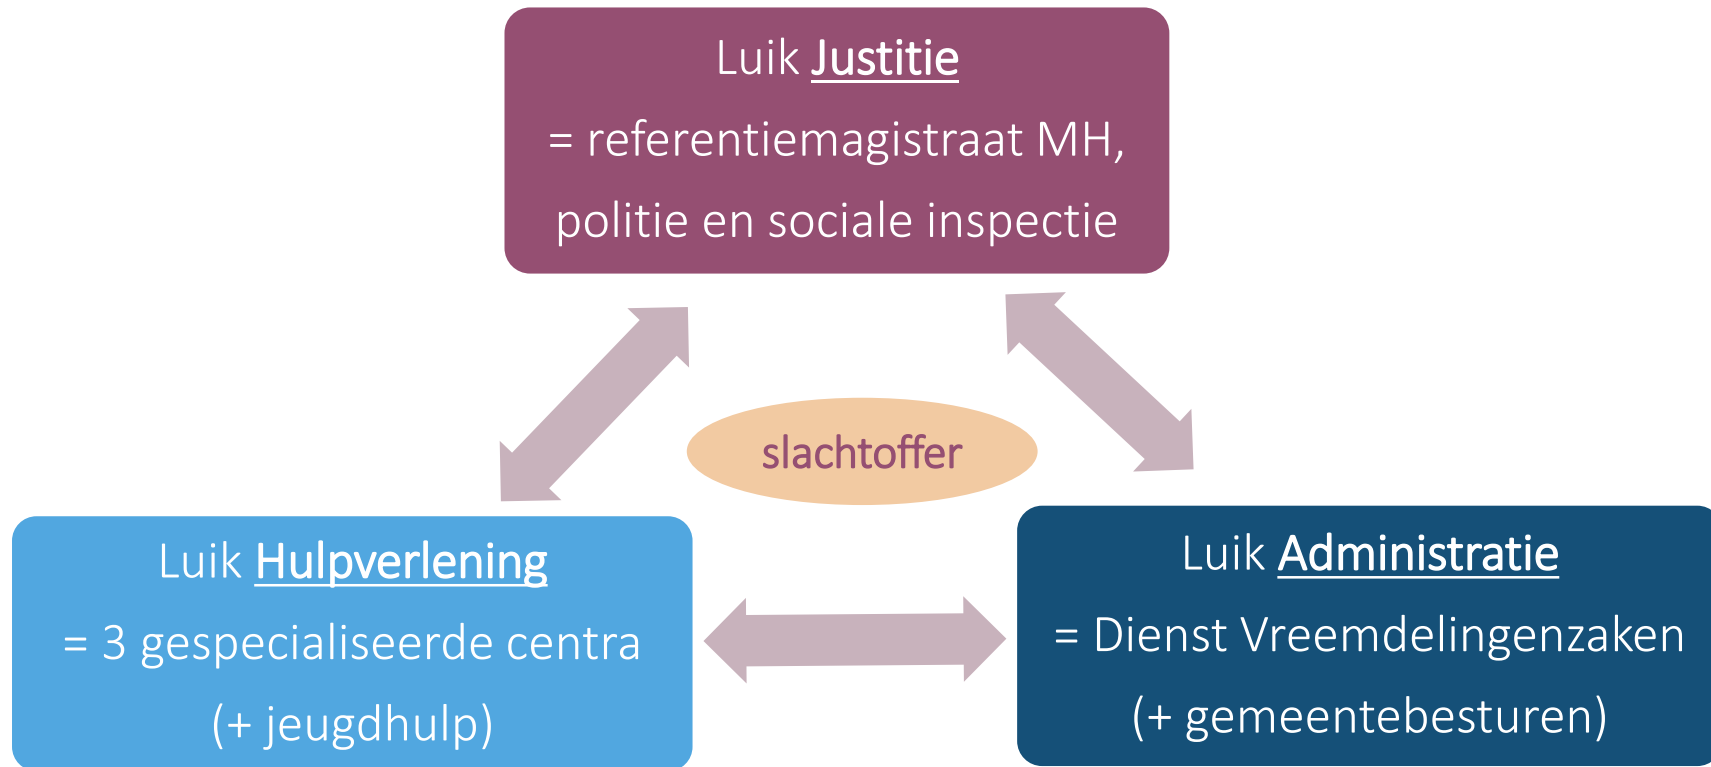 Luik Justitie
= referentiemagistraat MH,
politie en sociale inspectie
slachtoffer
Luik Hulpverlening
= 3 gespecialiseerde centra
(+ jeugdhulp)
Luik Administratie
= Dienst Vreemdelingenzaken
(+ gemeentebesturen)